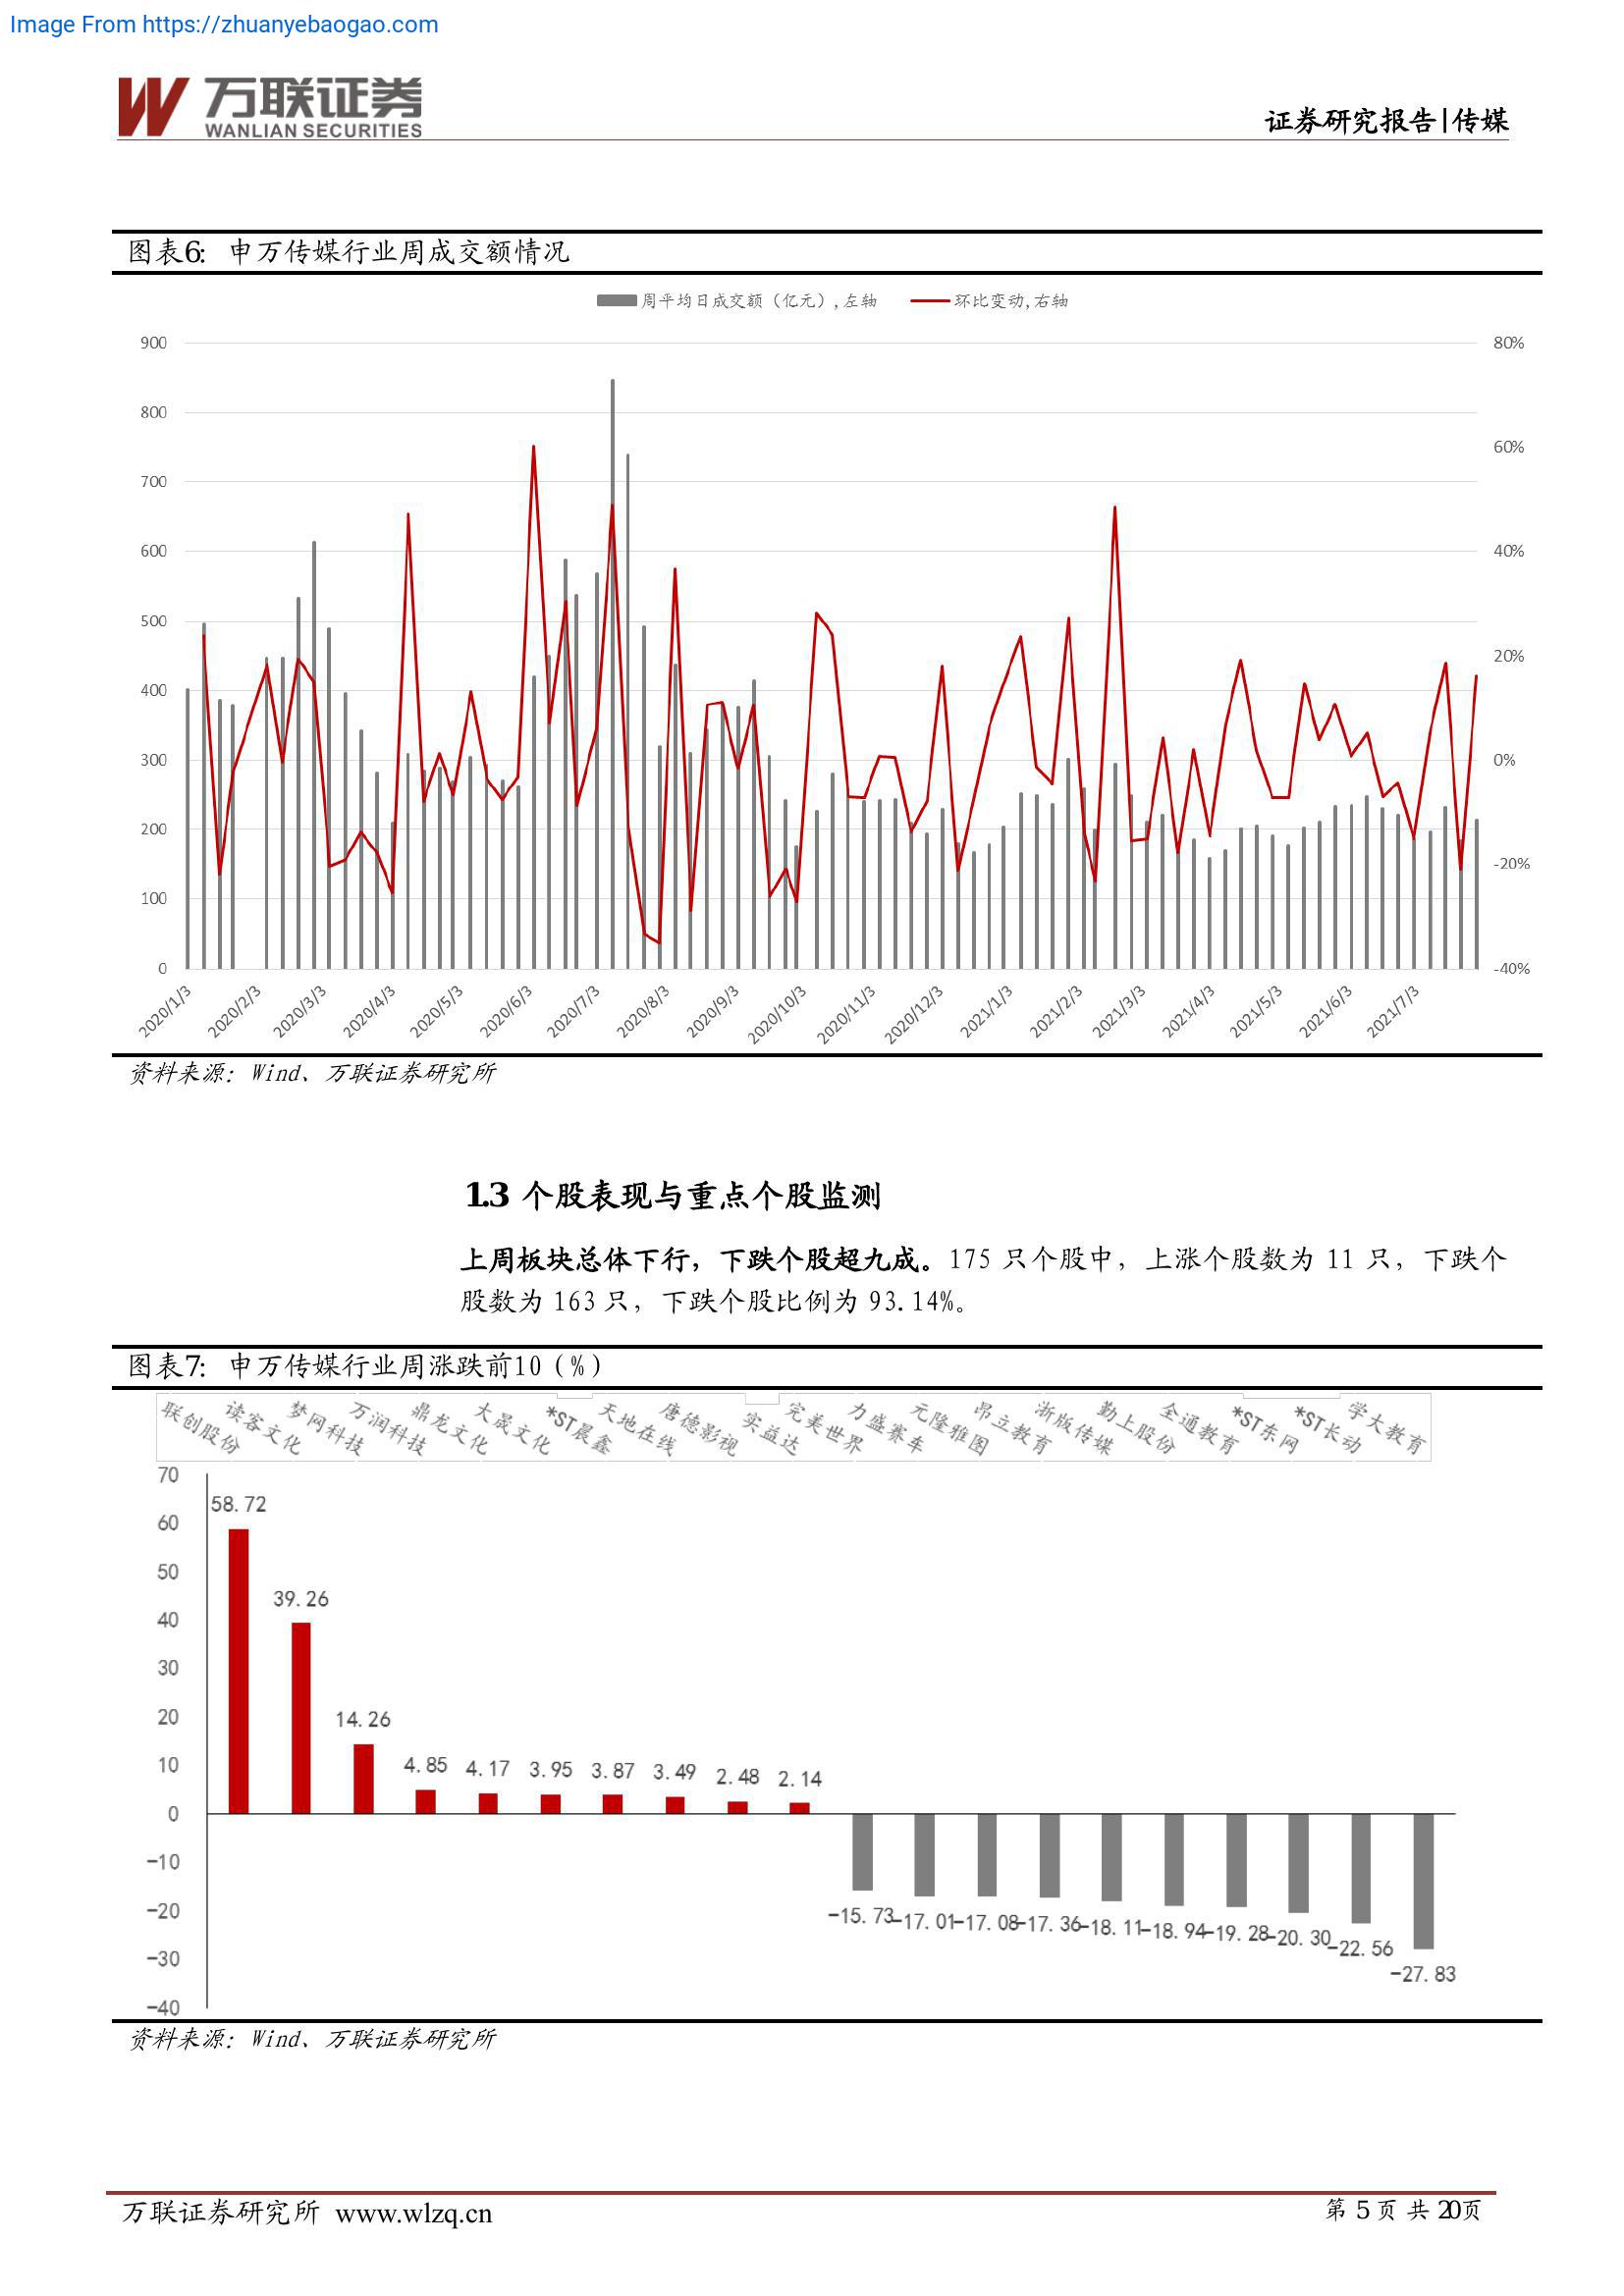 Image From https://zhuanyebaogao.com
万联证券
WANLIAN SECURITIES
证券研究报告|传媒
图表6: 申万传媒行业周成交额情况
周平均日成交额（亿元）,左轴 环比变动,右轴
900 80%
800
60%
700
600 40%
500
20%
400
300 0%
200
-20%
100
0 -40%
2020/1/3 2020/2/3 2020/3/3 2020/4/3 2020/5/3 2020/6/3 2020/7/3 2020/8/3 2020/9/3 2020/10/3 2020/11/3 2020/12/3 2021/1/3 2021/2/3 2021/3/3 2021/4/3 2021/5/3 2021/6/3 2021/7/3
资料来源：Wind、万联证券研究所
1.3 个股表现与重点个股监测
上周板块总体下行，下跌个股超九成。175 只个股中，上涨个股数为 11 只，下跌个
股数为 163 只，下跌个股比例为 93.14%。
图表7: 申万传媒行业周涨跌前10（%）
联创股份 读客文化 梦网科技 万润科技 鼎龙文化 大晟文化 *ST晨鑫 天地在线 唐德影视 实益达 完美世界 力盛赛车 元隆雅图 昂立教育 浙版传媒 勤上股份 全通教育 *ST东网 *ST长动 学大教育
70
58.72
60
50
39.26
40
30
14.26
20
10 4.85 4.17 3.95 3.87 3.49 2.48 2.14
0
-10
-20 -15.73 -17.01 -17.08 -17.36 -18.11 -18.94 -19.28 -20.30
-22.56
-30 -27.83
-40
资料来源：Wind、万联证券研究所
万联证券研究所 www.wlzq.cn 第 5 页 共 20 页